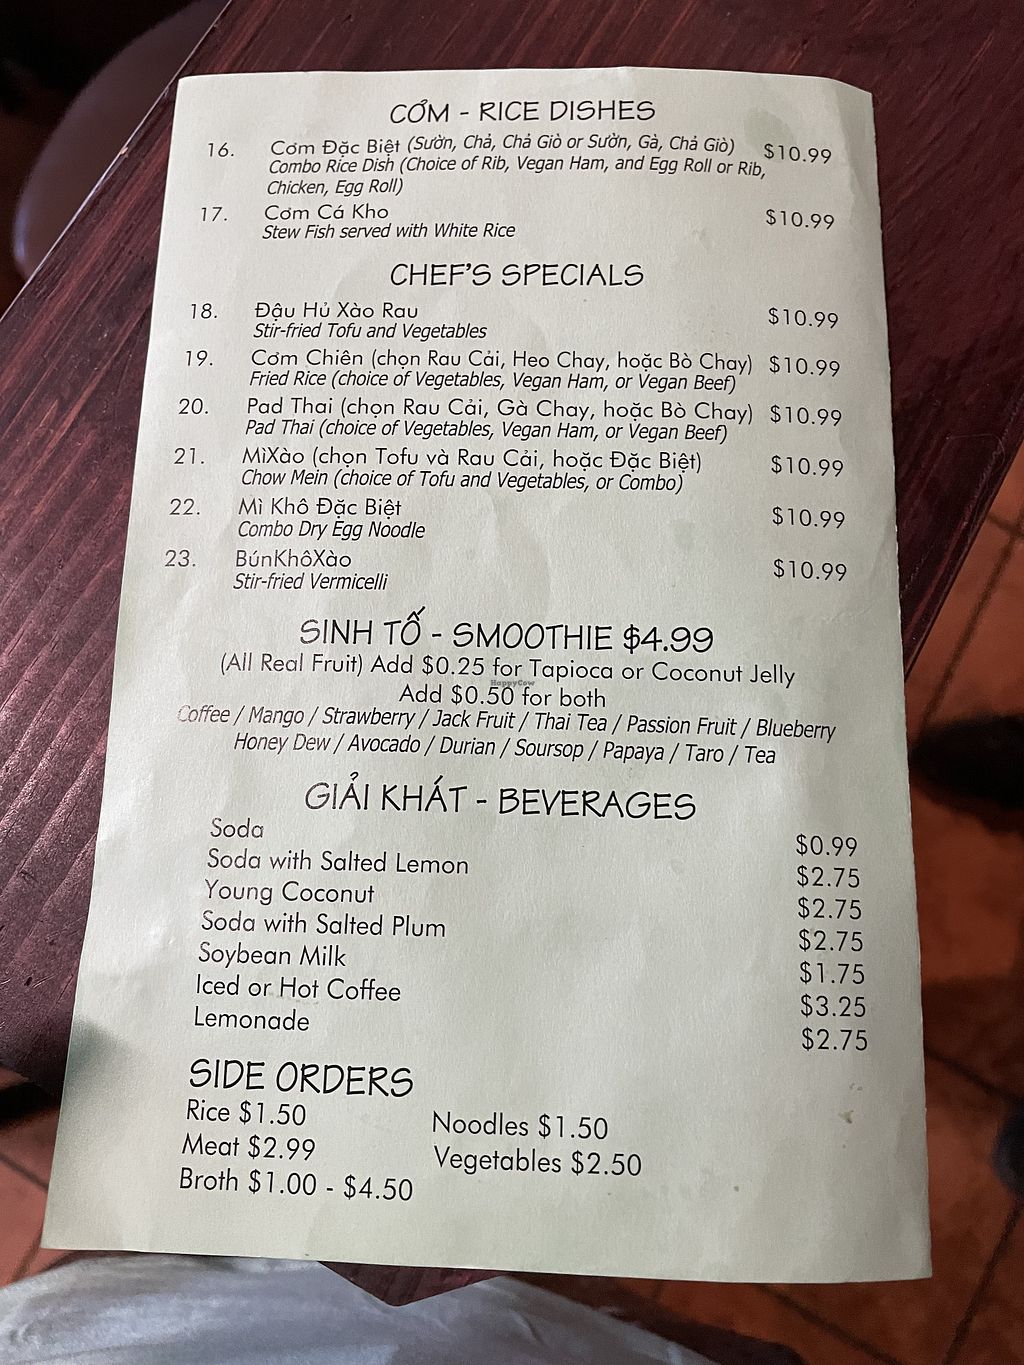 CƠM - RICE DISHES
16. Cơm Đặc Biệt (Sườn, Chả, Chả Giò or Sườn, Gà, Chả Giò) $10.99
Combo Rice Dish (Choice of Rib, Vegan Ham, and Egg Roll or Rib,
Chicken, Egg Roll)
17. Cơm Cá Kho $10.99
Stew Fish served with White Rice
CHEF'S SPECIALS
18. Đậu Hủ Xào Rau $10.99
Stir-fried Tofu and Vegetables
19. Cơm Chiên (chọn Rau Cải, Heo Chay, hoặc Bò Chay) $10.99
Fried Rice (choice of Vegetables, Vegan Ham, or Vegan Beef)
20. Pad Thai (chọn Rau Cải, Gà Chay, hoặc Bò Chay) $10.99
Pad Thai (choice of Vegetables, Vegan Ham, or Vegan Beef)
21. MìXào (chọn Tofu và Rau Cải, hoặc Đặc Biệt) $10.99
Chow Mein (choice of Tofu and Vegetables, or Combo)
22. Mì Khô Đặc Biệt $10.99
Combo Dry Egg Noodle
23. BúnKhôXào $10.99
Stir-fried Vermicelli
SINH TỐ - SMOOTHIE $4.99
(All Real Fruit) Add $0.25 for Tapioca or Coconut Jelly
HappyCow
Add $0.50 for both
Coffee / Mango / Strawberry / Jack Fruit / Thai Tea / Passion Fruit / Blueberry
Honey Dew / Avocado / Durian / Soursop / Papaya / Taro / Tea
GIẢI KHÁT - BEVERAGES
Soda $0.99
Soda with Salted Lemon $2.75
Young Coconut $2.75
Soda with Salted Plum $2.75
Soybean Milk $1.75
Iced or Hot Coffee $3.25
Lemonade $2.75
SIDE ORDERS
Rice $1.50 Noodles $1.50
Meat $2.99 Vegetables $2.50
Broth $1.00 - $4.50